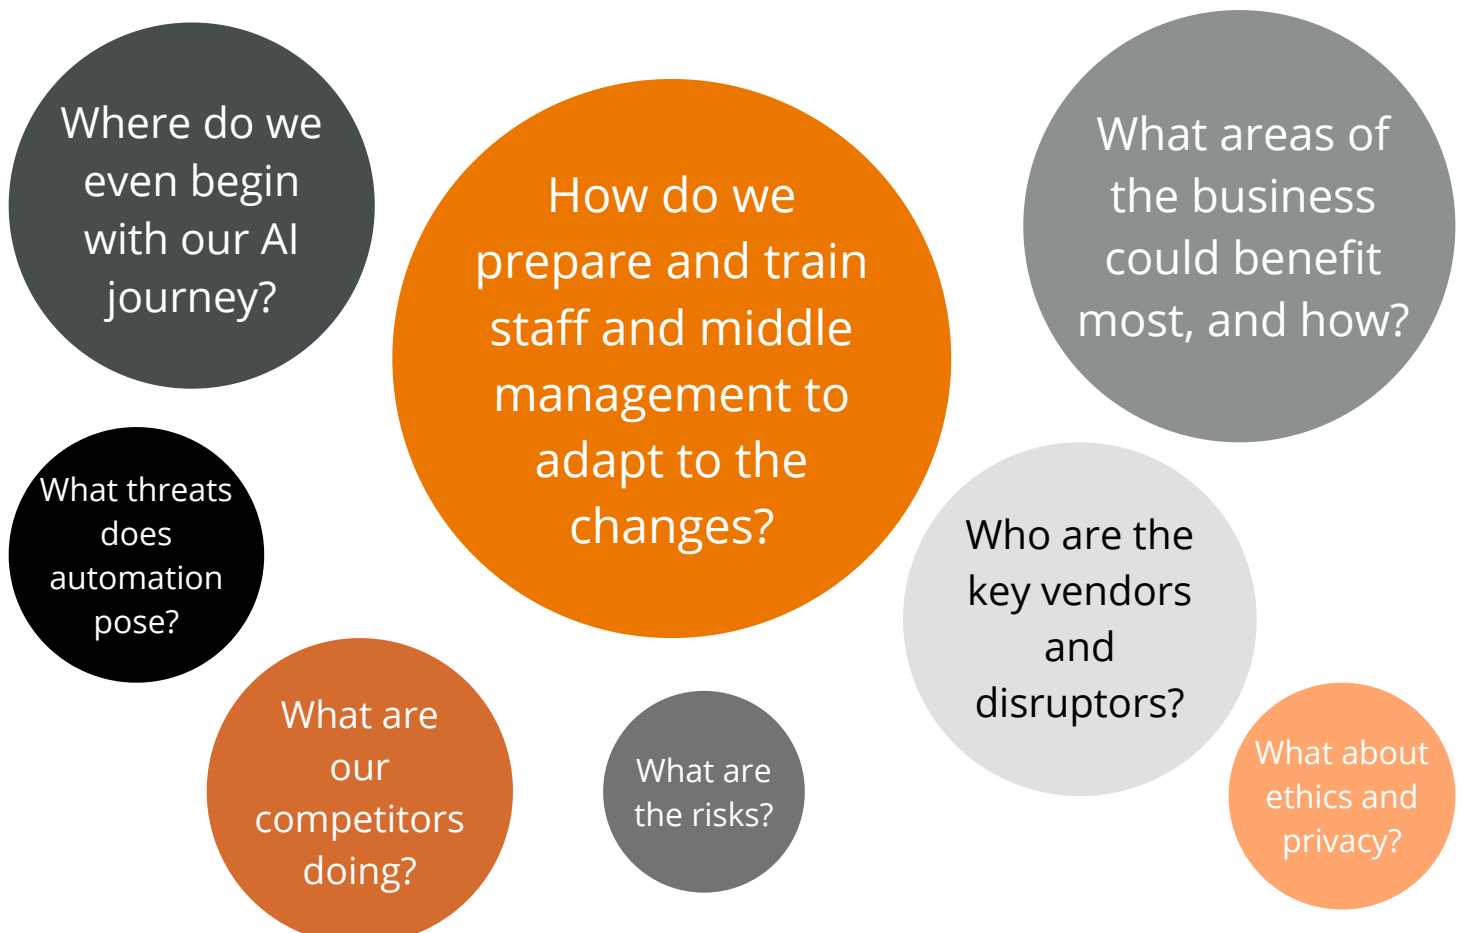 Where do we
even begin
with our AI
journey?
How do we
prepare and train
staff and middle
management to
adapt to the
changes?
What areas of
the business
could benefit
most, and how?
What threats
does
automation
pose?
Who are the
key vendors
and
disruptors?
What are
our
competitors
doing?
What are
the risks?
What about
ethics and
privacy?